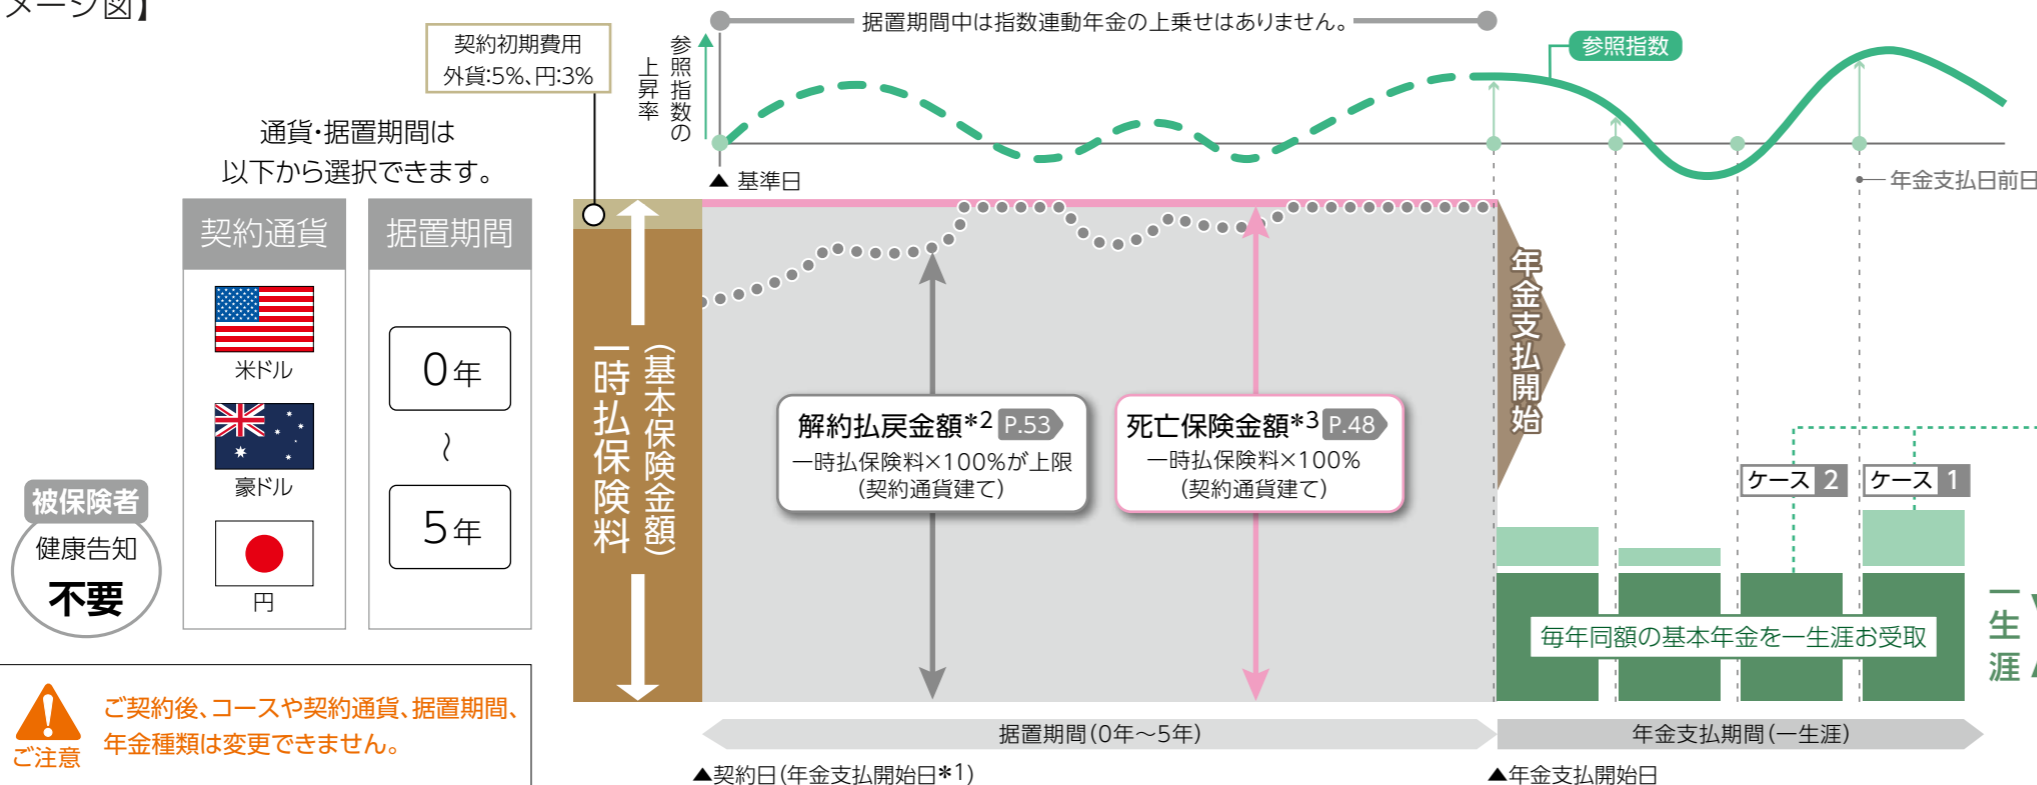 メージ図】
契約初期費用
外貨:5%、円:3%
参照指数の
上昇率
据置期間中は指数連動年金の上乗せはありません。
参照指数
▲ 基準日
年金支払日前日
通貨・据置期間は
以下から選択できます。
契約通貨
米ドル
豪ドル
円
据置期間
0年
〜
5年
被保険者
健康告知
不要
一時払保険料
(基本保険金額)
解約払戻金額*2 P.53
一時払保険料×100%が上限
(契約通貨建て)
死亡保険金額*3 P.48
一時払保険料×100%
(契約通貨建て)
年金支払開始
ケース 2
ケース 1
毎年同額の基本年金を一生涯お受取
一生涯
据置期間(0年〜5年)
年金支払期間(一生涯)
▲契約日(年金支払開始日*1)
▲年金支払開始日
ご注意
ご契約後、コースや契約通貨、据置期間、
年金種類は変更できません。